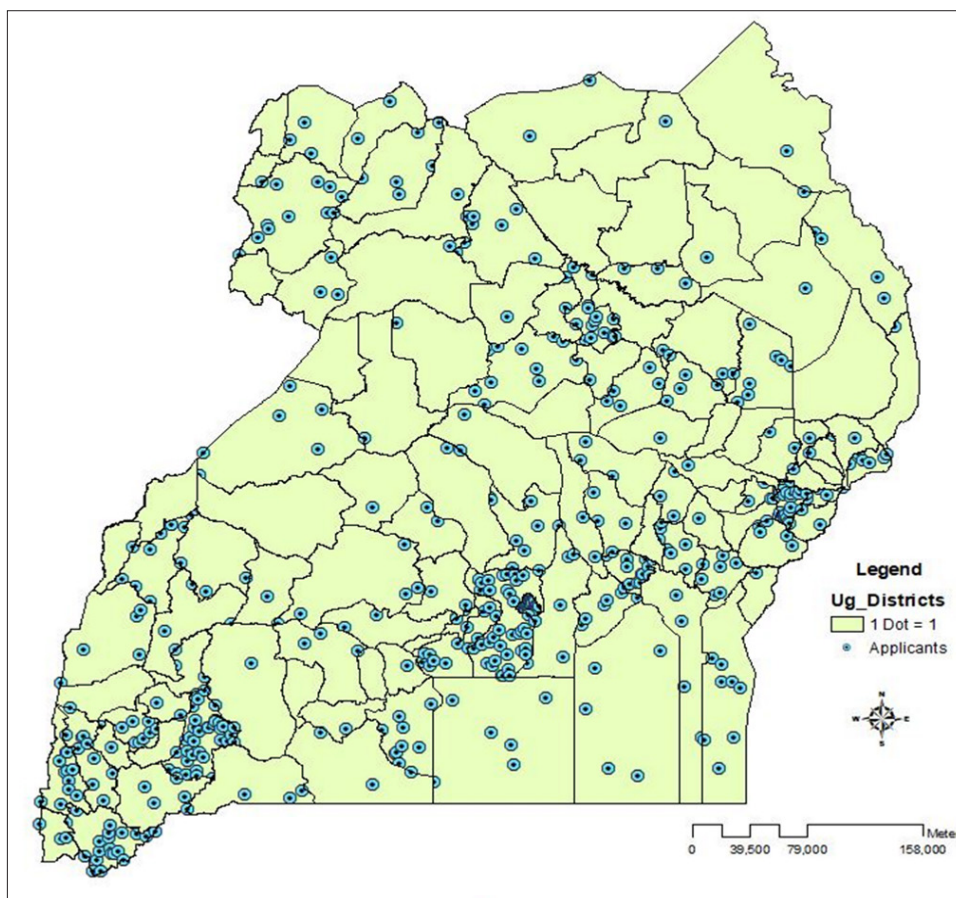 Legend
Ug_Districts
1 Dot = 1
Applicants
N
W E
S
Mete
0 39,500 79,000 158,000